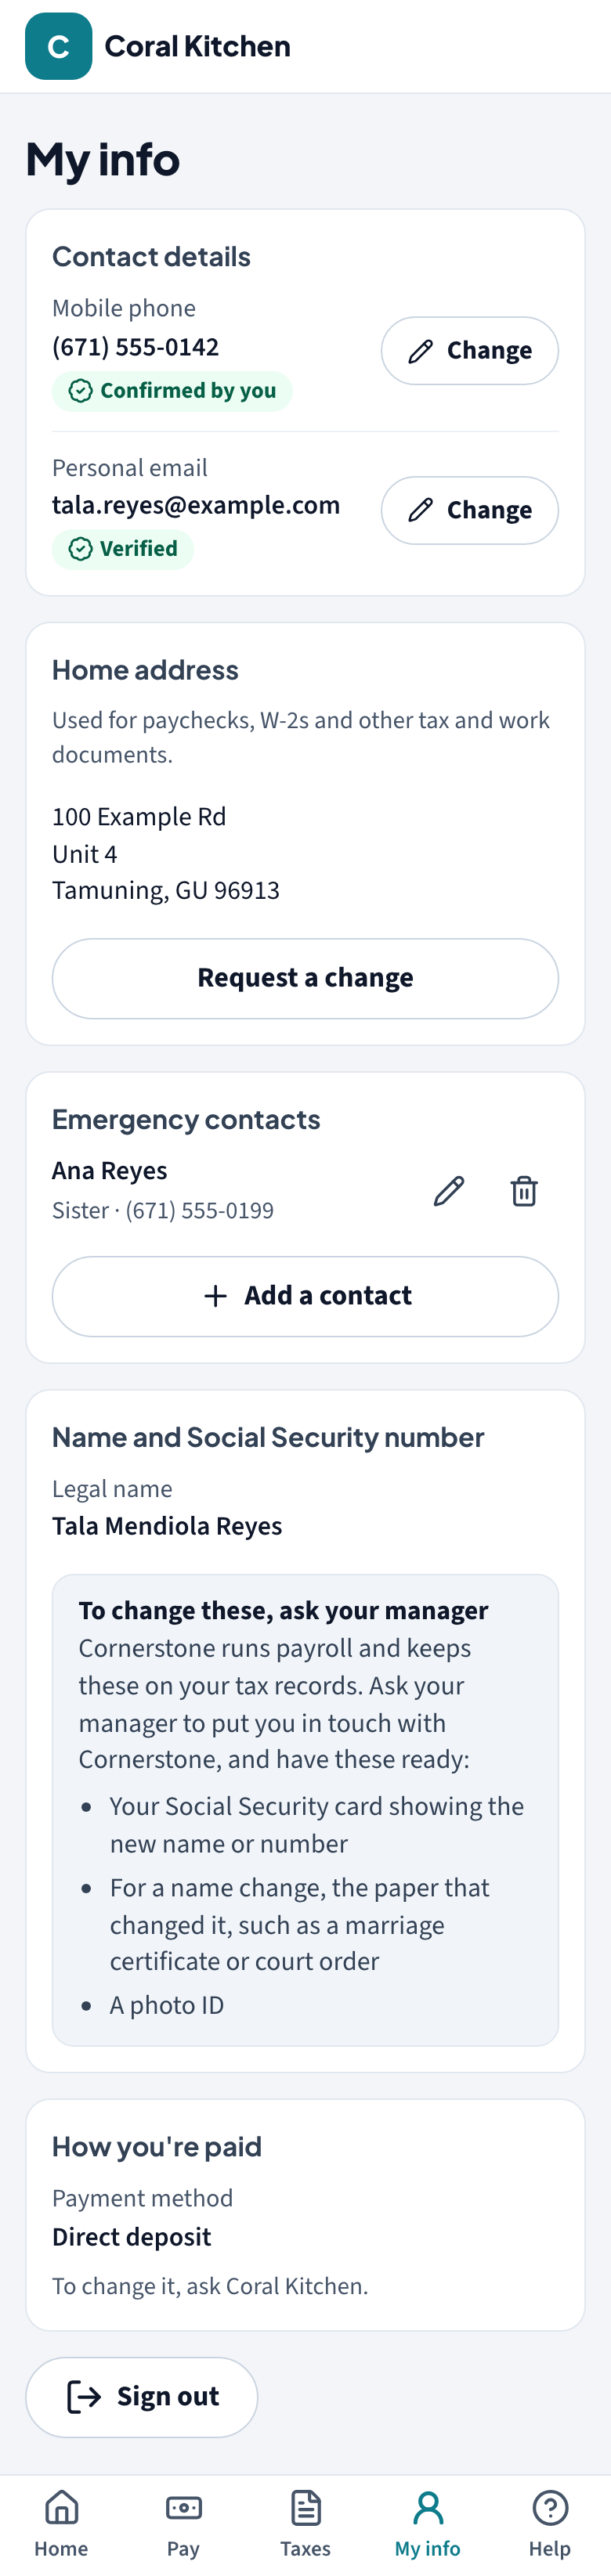 C
Coral Kitchen
My info
Contact details
Mobile phone
(671) 555-0142
Confirmed by you
Change
Personal email
tala.reyes@example.com
Verified
Change
Home address
Used for paychecks, W-2s and other tax and work
documents.
100 Example Rd
Unit 4
Tamuning, GU 96913
Request a change
Emergency contacts
Ana Reyes
Sister · (671) 555-0199
Add a contact
Name and Social Security number
Legal name
Tala Mendiola Reyes
To change these, ask your manager
Cornerstone runs payroll and keeps
these on your tax records. Ask your
manager to put you in touch with
Cornerstone, and have these ready:
• Your Social Security card showing the
new name or number
• For a name change, the paper that
changed it, such as a marriage
certificate or court order
• A photo ID
How you're paid
Payment method
Direct deposit
To change it, ask Coral Kitchen.
Sign out
Home
Pay
Taxes
My info
Help